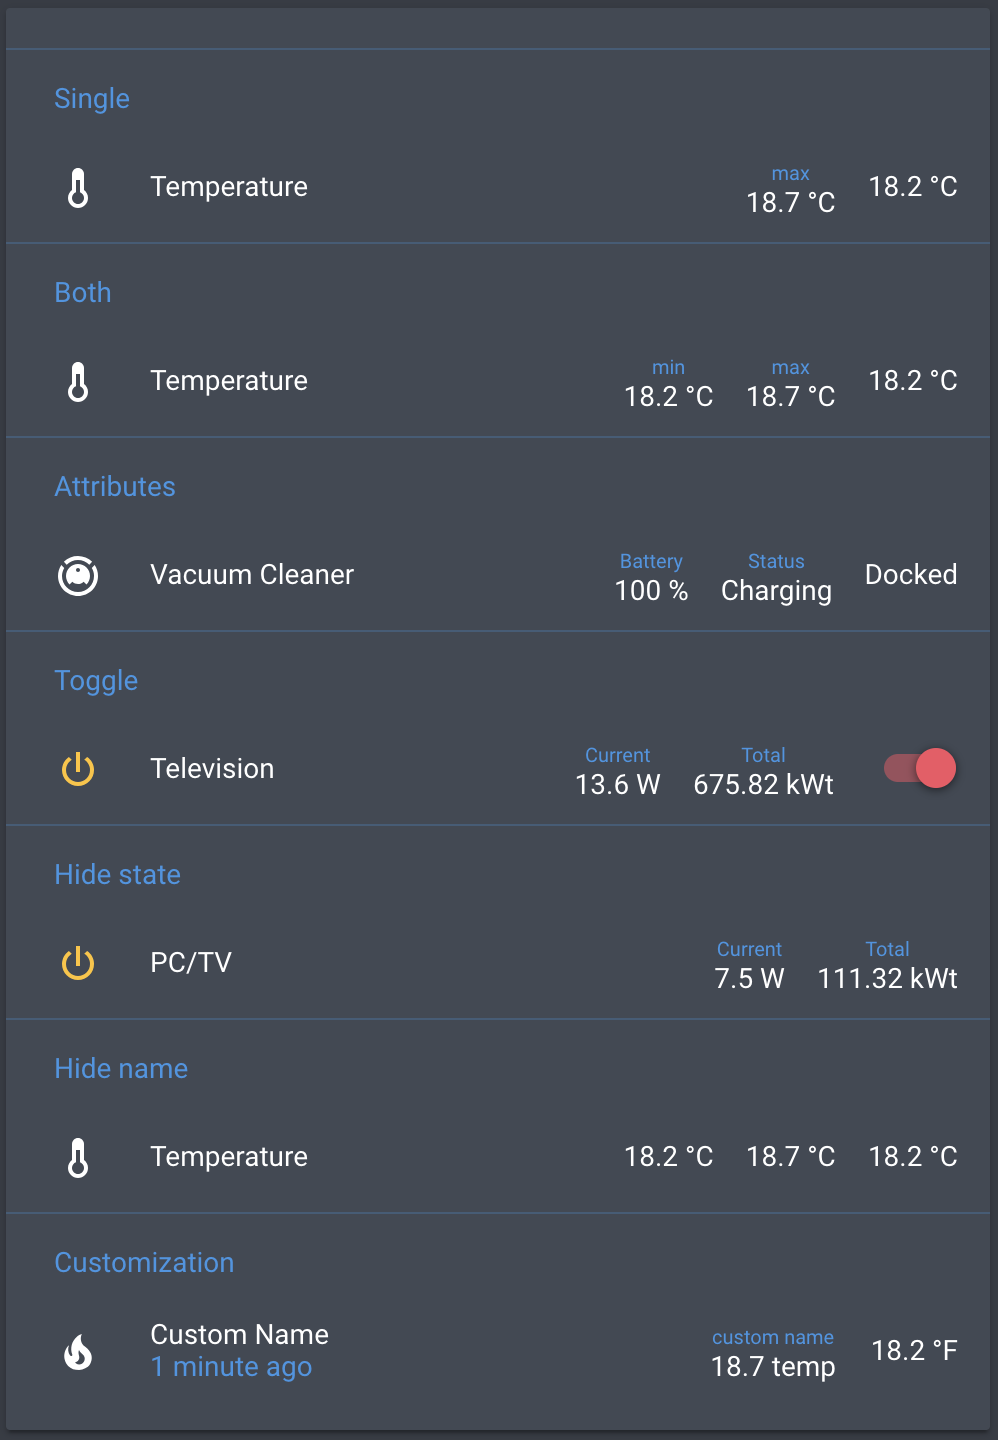 Single
Temperature
max
18.7 °C
18.2 °C
Both
Temperature
min
18.2 °C
max
18.7 °C
18.2 °C
Attributes
Vacuum Cleaner
Battery
100 %
Status
Charging
Docked
Toggle
Television
Current
13.6 W
Total
675.82 kWt
Hide state
PC/TV
Current
7.5 W
Total
111.32 kWt
Hide name
Temperature
18.2 °C
18.7 °C
18.2 °C
Customization
Custom Name
1 minute ago
custom name
18.7 temp
18.2 °F